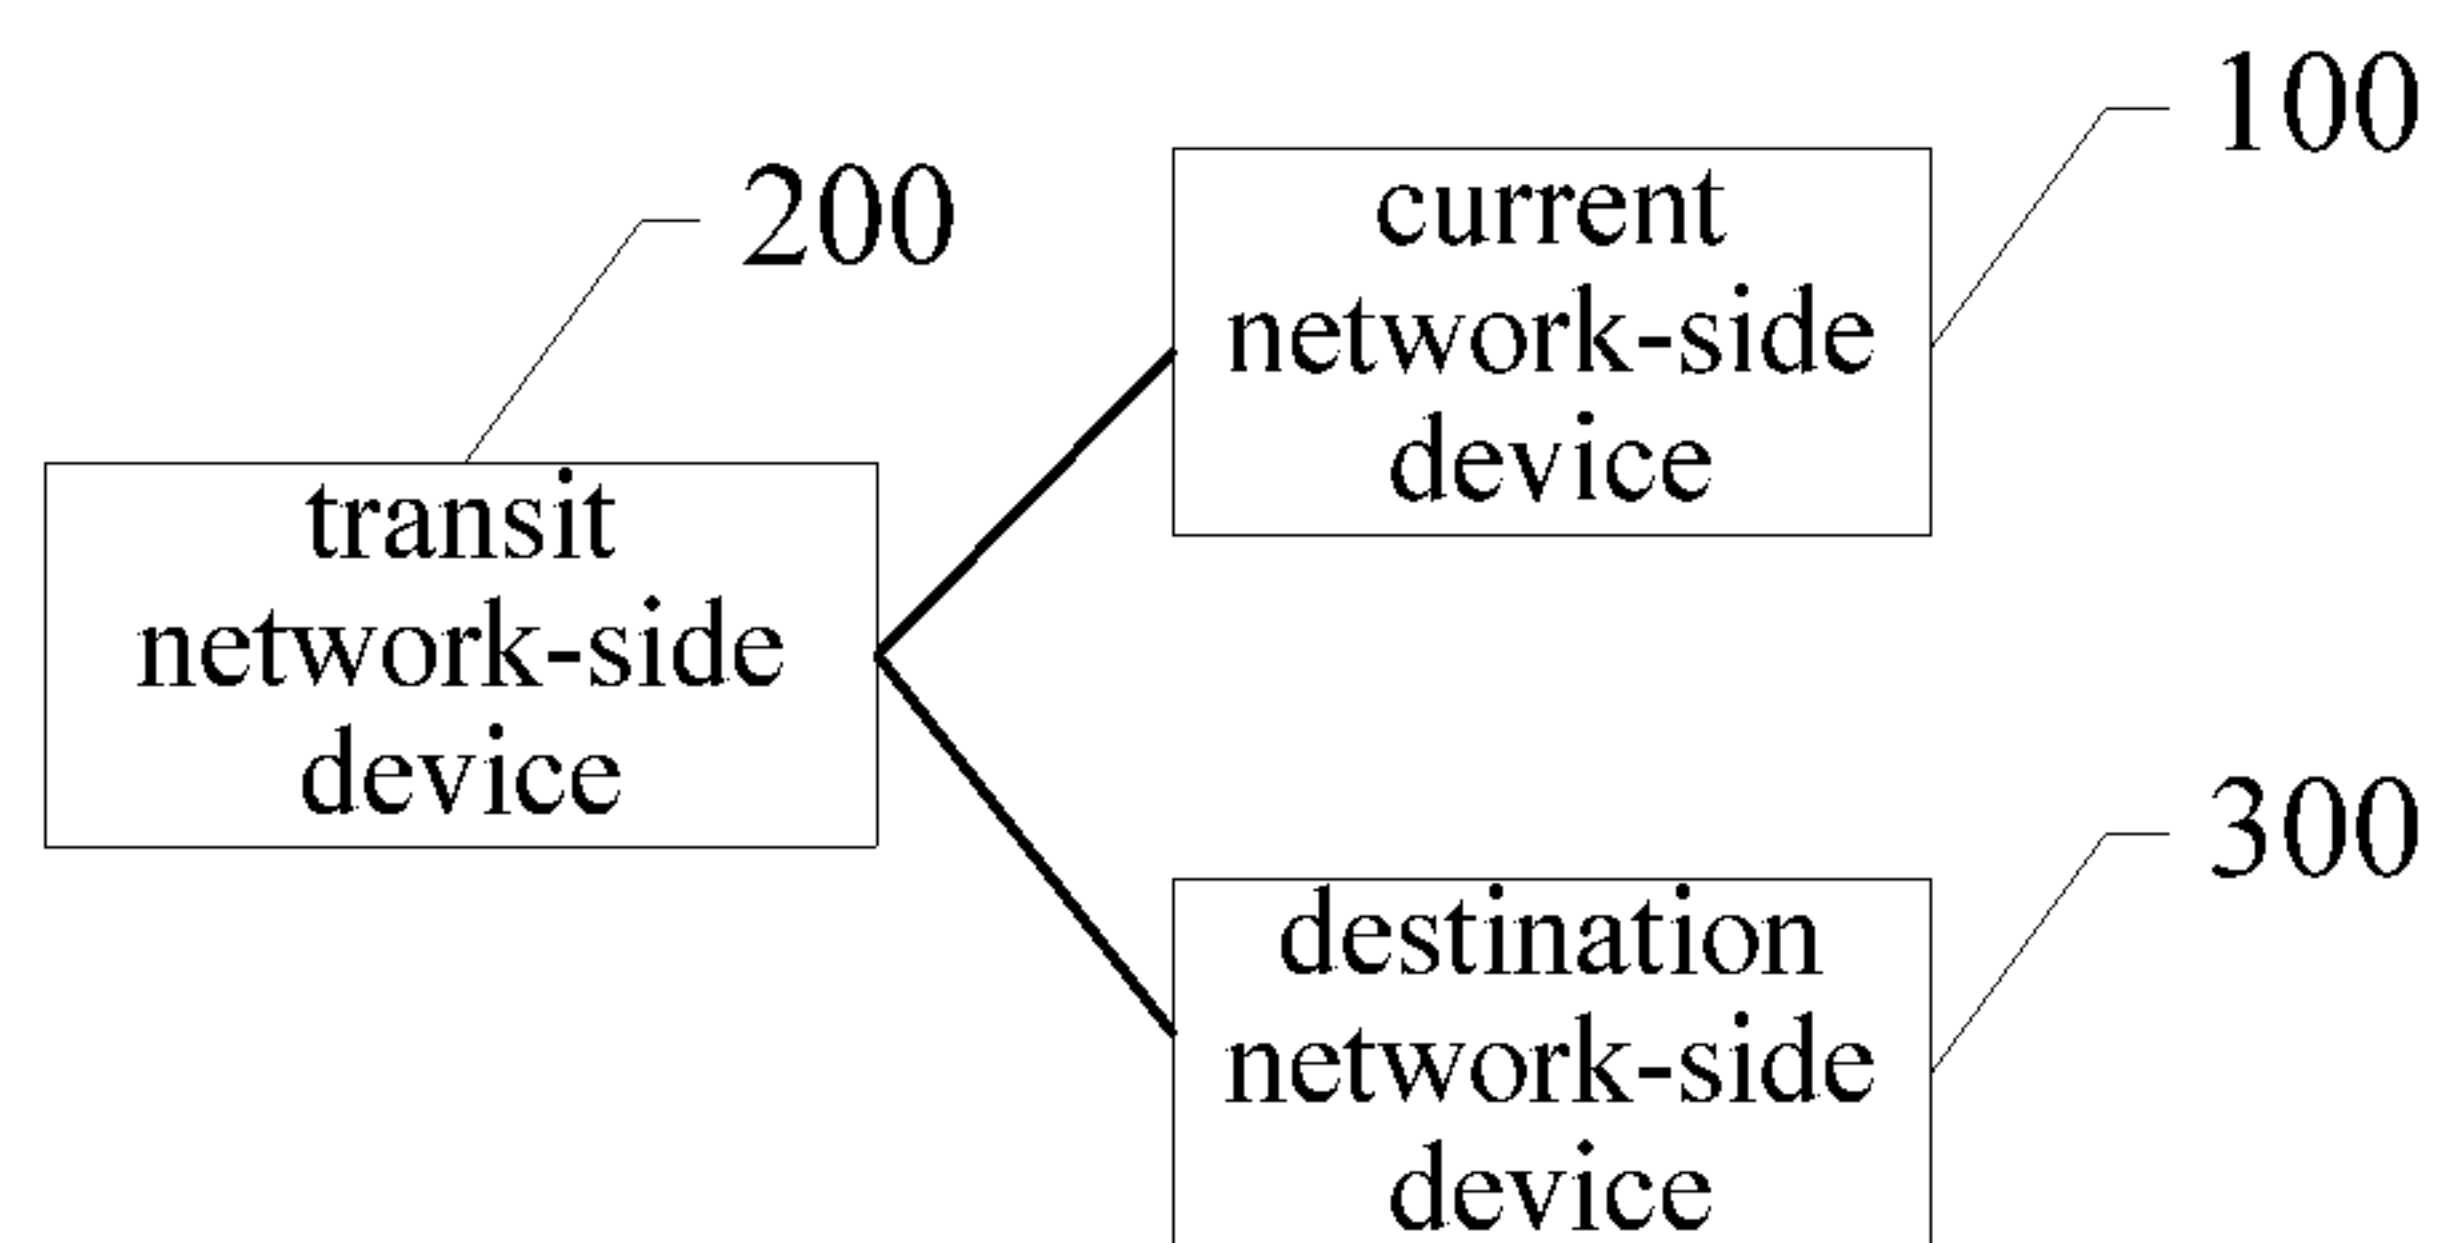 100
200
current
network-side
device
transit
network-side
device
300
destination
network-side
device